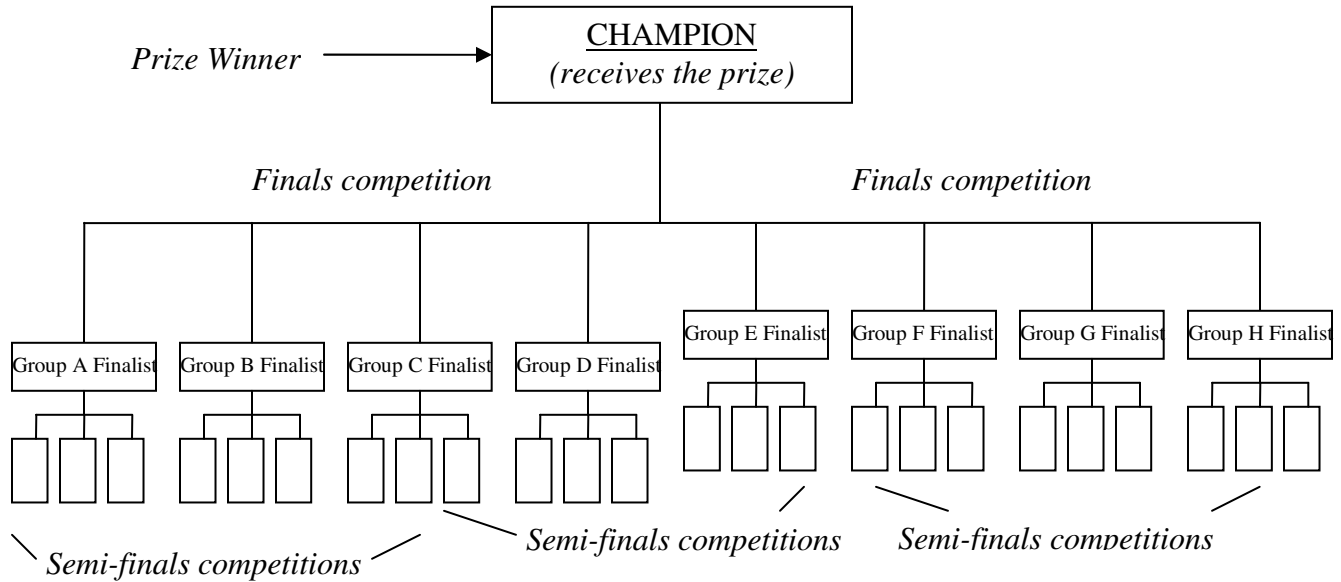 CHAMPION
Prize Winner
(receives the prize)
Finals competition
Finals competition
Group E Finalist
Group F Finalist
Group G Finalist
Group H Finalist
Group A Finalist
Group B Finalist
Group C Finalist
Group D Finalist
Semi-finals competitions
Semi-finals competitions
Semi-finals competitions